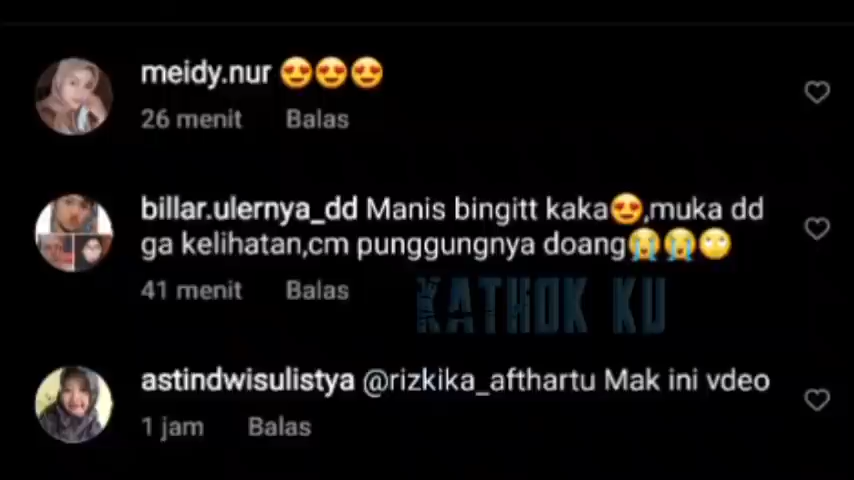 meidy.nur 😍😍😍
26 menit Balas
billar.ulernya_dd Manis bingitt kaka😍,muka dd
ga kelihatan,cm punggungnya doang😭😭🙄
41 menit Balas
KATHOK KU
astindwisulistya @rizkika_afthartu Mak ini vdeo
1 jam Balas